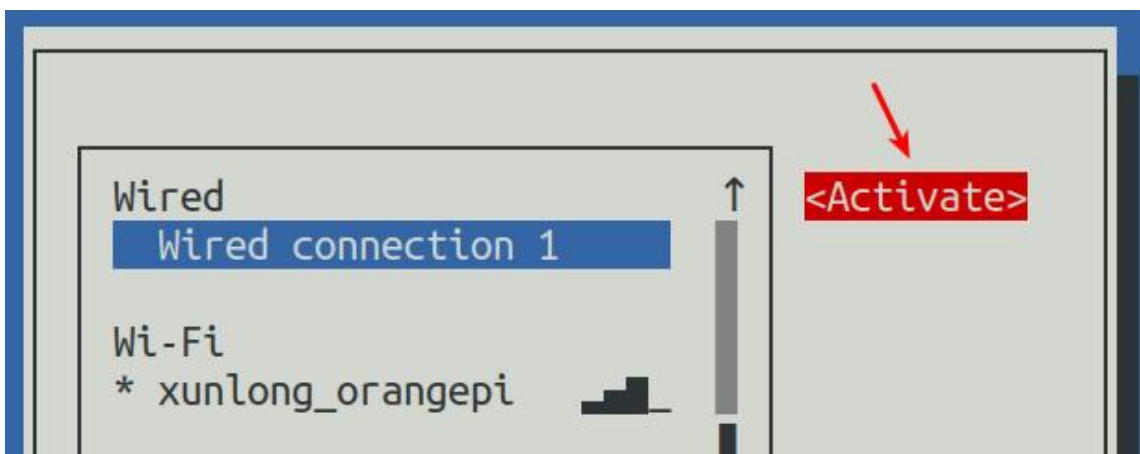 Wired
<Activate>
Wired connection 1
Wi-Fi
* xunlong_orangepi